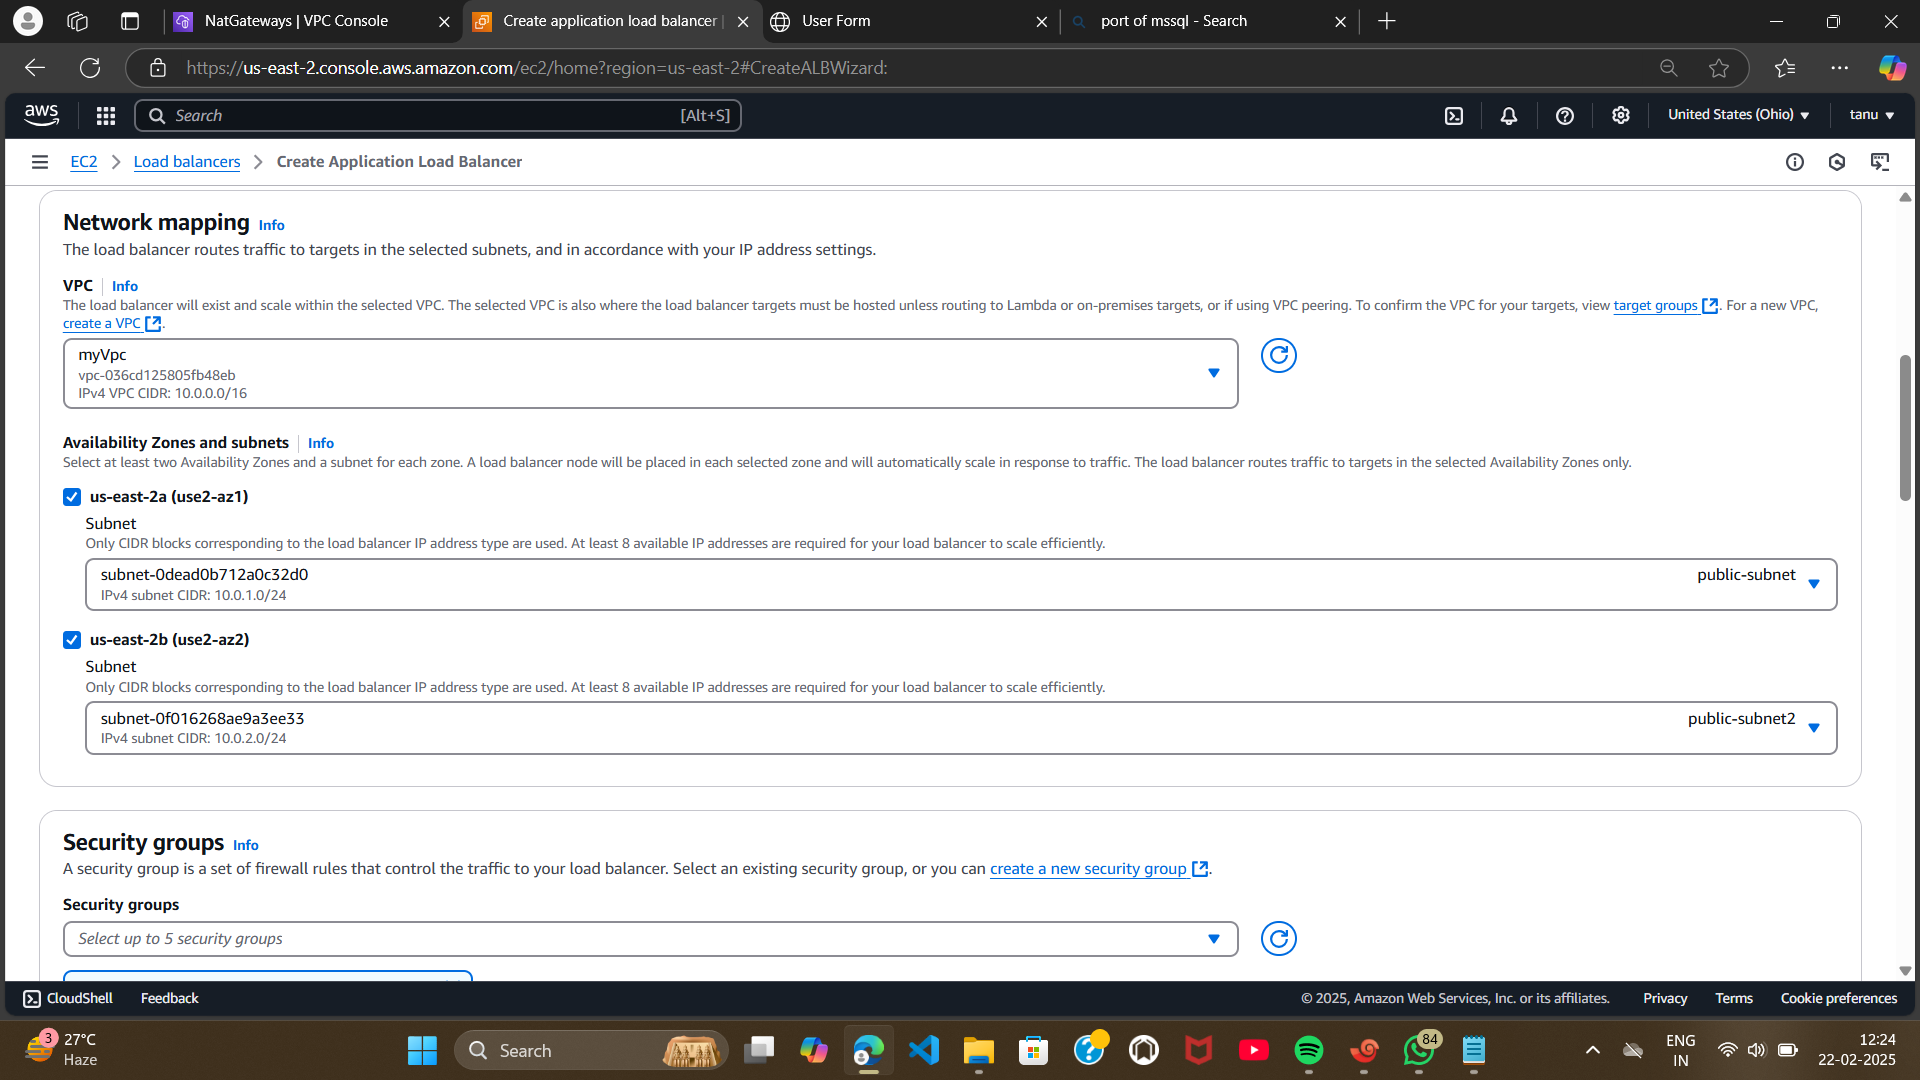 NatGateways | VPC Console
Create application load balancer |
User Form
port of mssql - Search
https://us-east-2.console.aws.amazon.com/ec2/home?region=us-east-2#CreateALBWizard:
aws
Search
[Alt+S]
United States (Ohio)
tanu
EC2
Load balancers
Create Application Load Balancer
Network mapping Info
The load balancer routes traffic to targets in the selected subnets, and in accordance with your IP address settings.
VPC Info
The load balancer will exist and scale within the selected VPC. The selected VPC is also where the load balancer targets must be hosted unless routing to Lambda or on-premises targets, or if using VPC peering. To confirm the VPC for your targets, view target groups. For a new VPC,
create a VPC.
myVpc
vpc-036cd125805fb48eb
IPv4 VPC CIDR: 10.0.0.0/16
Availability Zones and subnets Info
Select at least two Availability Zones and a subnet for each zone. A load balancer node will be placed in each selected zone and will automatically scale in response to traffic. The load balancer routes traffic to targets in the selected Availability Zones only.
us-east-2a (use2-az1)
Subnet
Only CIDR blocks corresponding to the load balancer IP address type are used. At least 8 available IP addresses are required for your load balancer to scale efficiently.
subnet-0dead0b712a0c32d0
public-subnet
IPv4 subnet CIDR: 10.0.1.0/24
us-east-2b (use2-az2)
Subnet
Only CIDR blocks corresponding to the load balancer IP address type are used. At least 8 available IP addresses are required for your load balancer to scale efficiently.
subnet-0f016268ae9a3ee33
public-subnet2
IPv4 subnet CIDR: 10.0.2.0/24
Security groups Info
A security group is a set of firewall rules that control the traffic to your load balancer. Select an existing security group, or you can create a new security group.
Security groups
Select up to 5 security groups
CloudShell
Feedback
© 2025, Amazon Web Services, Inc. or its affiliates.
Privacy
Terms
Cookie preferences
3
27°C
Haze
Search
84
ENG
IN
12:24
22-02-2025